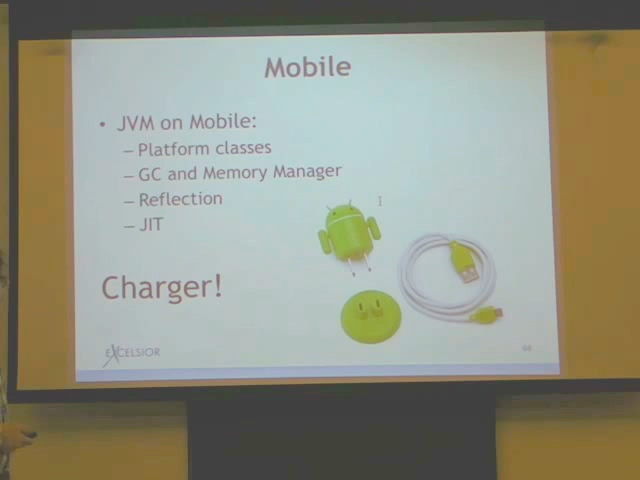 Mobile
• JVM on Mobile:
– Platform classes
– GC and Memory Manager
– Reflection
– JIT
Charger!
EXCELSIOR